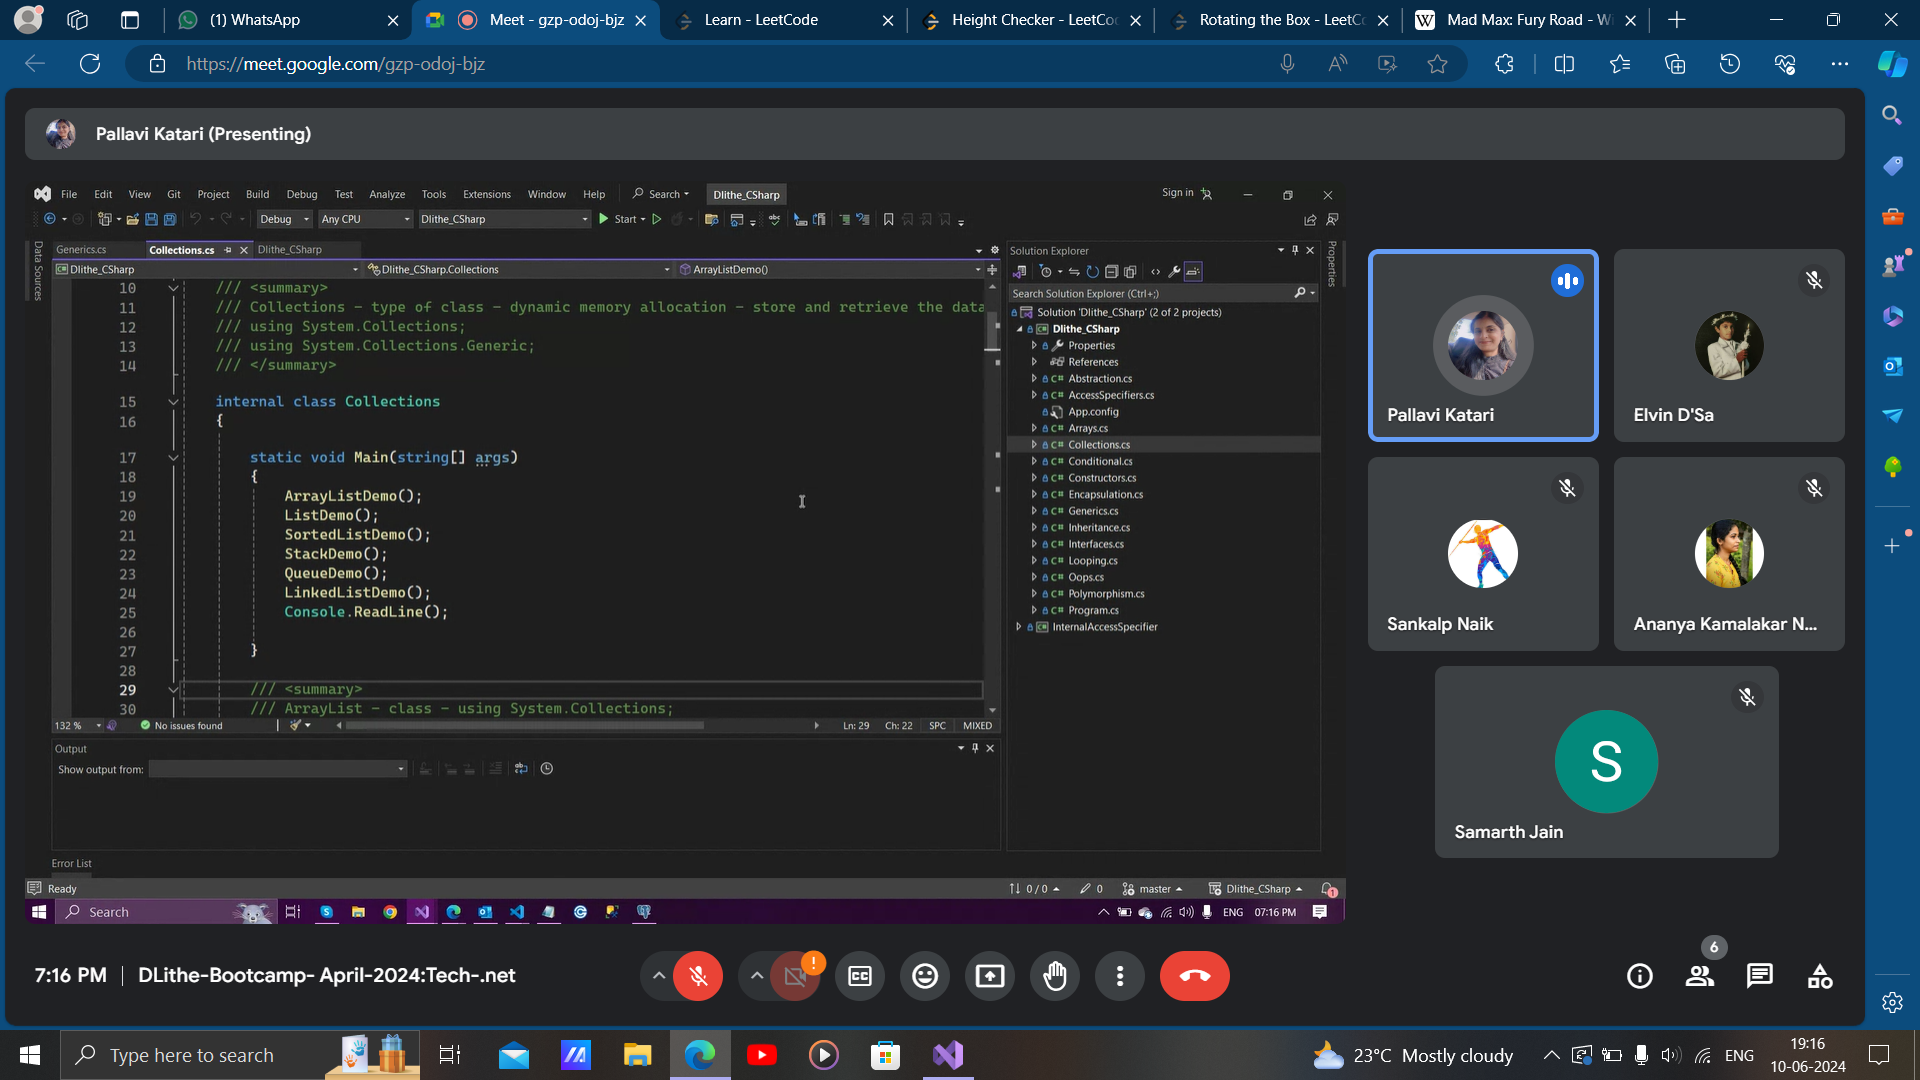 (1) WhatsApp
Meet - gzp-odoj-bjz
Learn - LeetCode
Height Checker - LeetCo
Rotating the Box - LeetC
Mad Max: Fury Road - W
https://meet.google.com/gzp-odoj-bjz
Pallavi Katari (Presenting)
File Edit View Git Project Build Debug Test Analyze Tools Extensions Window Help Search Dlithe_CSharp Sign in
Debug Any CPU Dlithe_CSharp Start
Data Sources
Generics.cs Collections.cs Dlithe_CSharp
Dlithe_CSharp Dlithe_CSharp.Collections ArrayListDemo()
10 /// <summary>
11 /// Collections - type of class - dynamic memory allocation - store and retrieve the data
12 /// using System.Collections;
13 /// using System.Collections.Generic;
14 /// </summary>
15 internal class Collections
16 {
17 static void Main(string[] args)
18 {
19 ArrayListDemo();
20 ListDemo();
21 SortedListDemo();
22 StackDemo();
23 QueueDemo();
24 LinkedListDemo();
25 Console.ReadLine();
26
27 }
28
29 /// <summary>
30 /// ArrayList - class - using System.Collections;
132 % No issues found Ln: 29 Ch: 22 SPC MIXED
Output
Show output from:
Error List
Ready 0 / 0 0 master Dlithe_CSharp 1
Solution Explorer
Search Solution Explorer (Ctrl+;)
Solution 'Dlithe_CSharp' (2 of 2 projects)
Dlithe_CSharp
Properties
References
C# Abstraction.cs
C# AccessSpecifiers.cs
App.config
C# Arrays.cs
C# Collections.cs
C# Conditional.cs
C# Constructors.cs
C# Encapsulation.cs
C# Generics.cs
C# Inheritance.cs
C# Interfaces.cs
C# Looping.cs
C# Oops.cs
C# Polymorphism.cs
C# Program.cs
InternalAccessSpecifier
Properties
Search ENG 07:16 PM
Pallavi Katari
Elvin D'Sa
Sankalp Naik
Ananya Kamalakar N...
S
Samarth Jain
7:16 PM | DLithe-Bootcamp- April-2024:Tech-.net
!
CC
6
Type here to search
23°C Mostly cloudy
ENG
19:16
10-06-2024